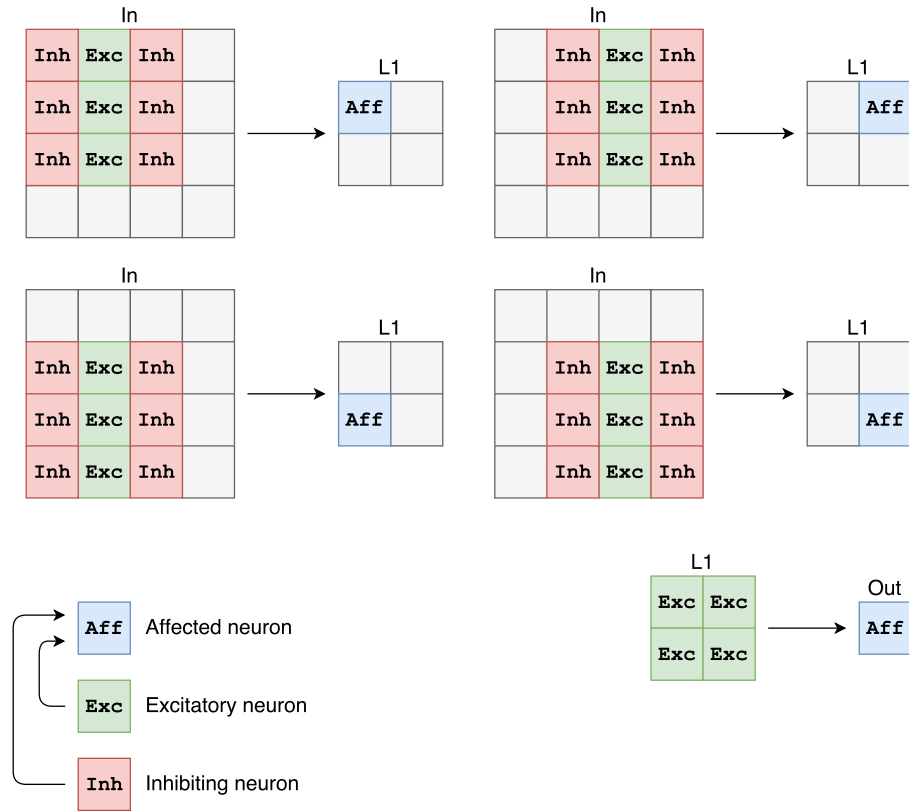 In In
Inh Exc Inh Inh Exc Inh
L1 L1
Inh Exc Inh Aff Inh Exc Inh Aff
Inh Exc Inh Inh Exc Inh
In In
L1 L1
Inh Exc Inh Inh Exc Inh
Inh Exc Inh Aff Inh Exc Inh Aff
Inh Exc Inh Inh Exc Inh
L1
Out
Exc Exc
Aff Affected neuron Aff
Exc Exc
Exc Excitatory neuron
Inh Inhibiting neuron